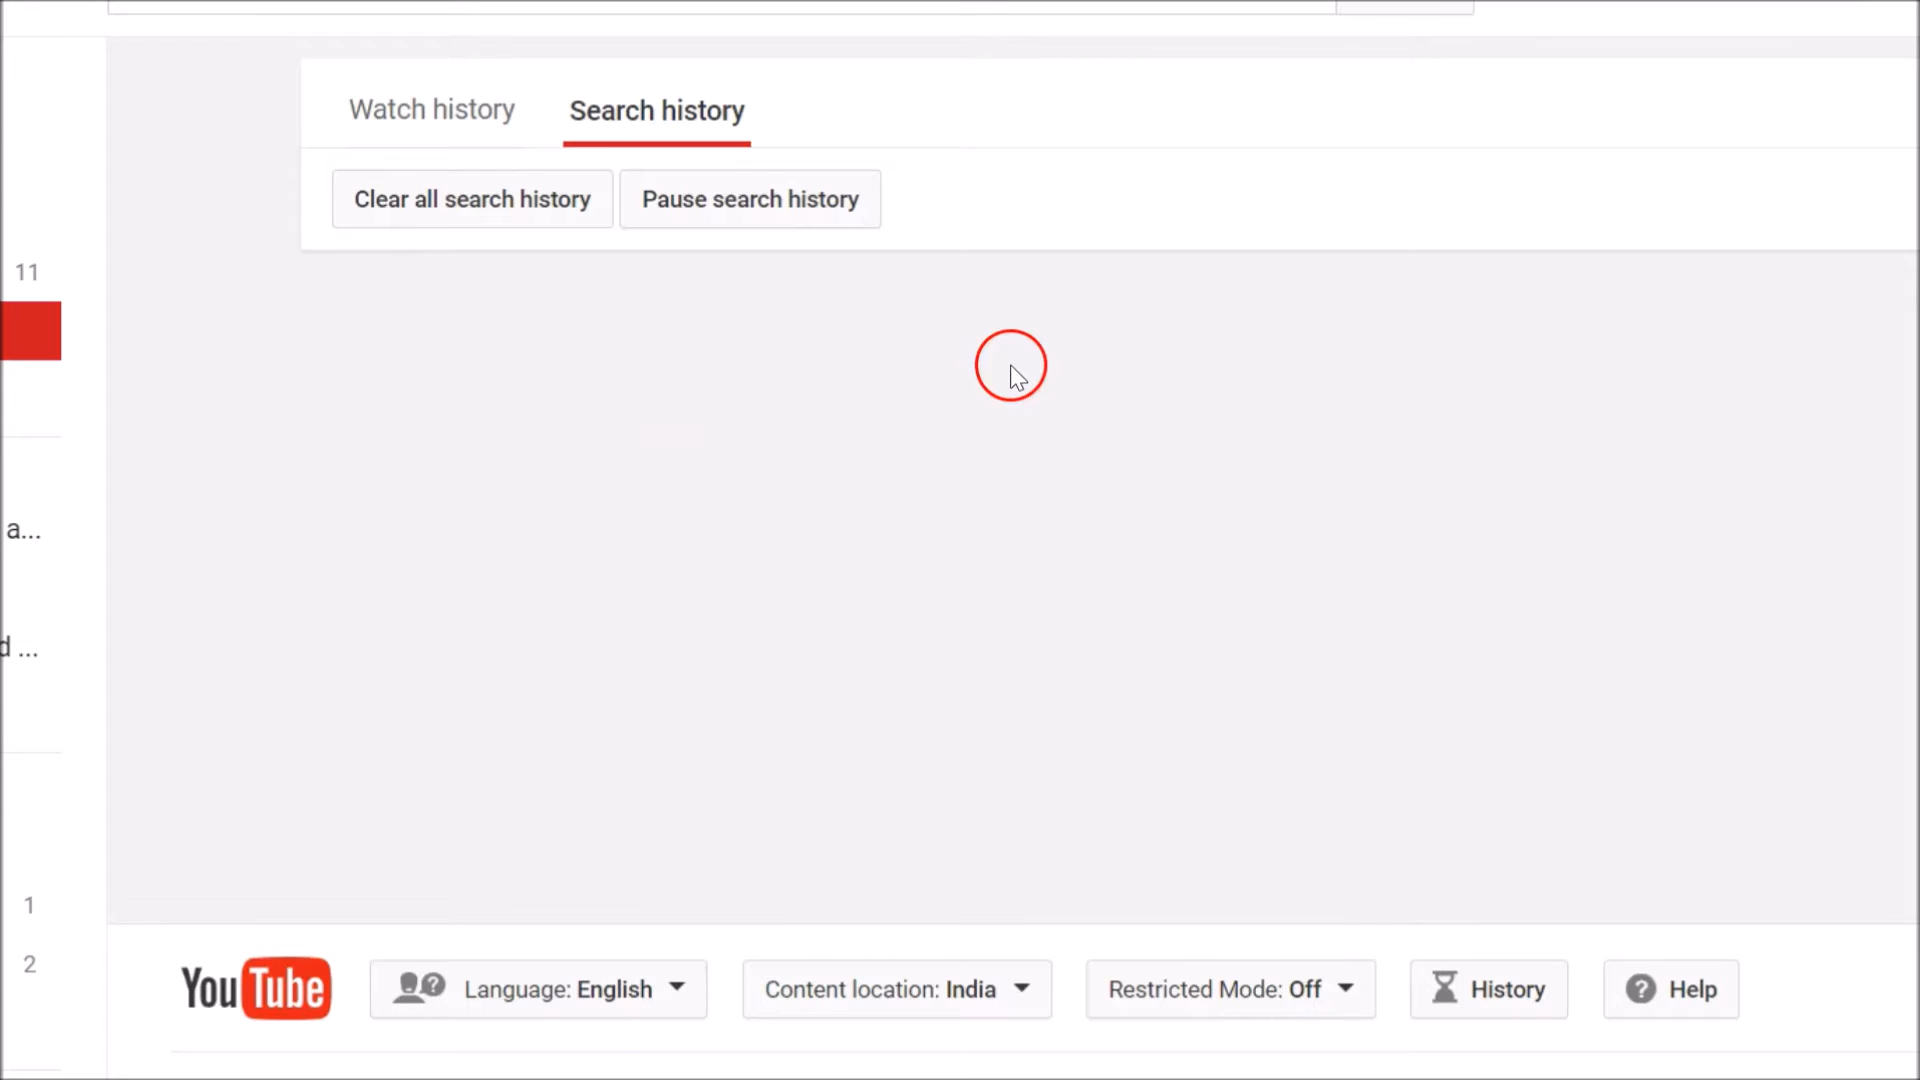 Watch history Search history
Clear all search history Pause search history
11
a...
d ...
1
2
YouTube Language: English Content location: India Restricted Mode: Off History Help